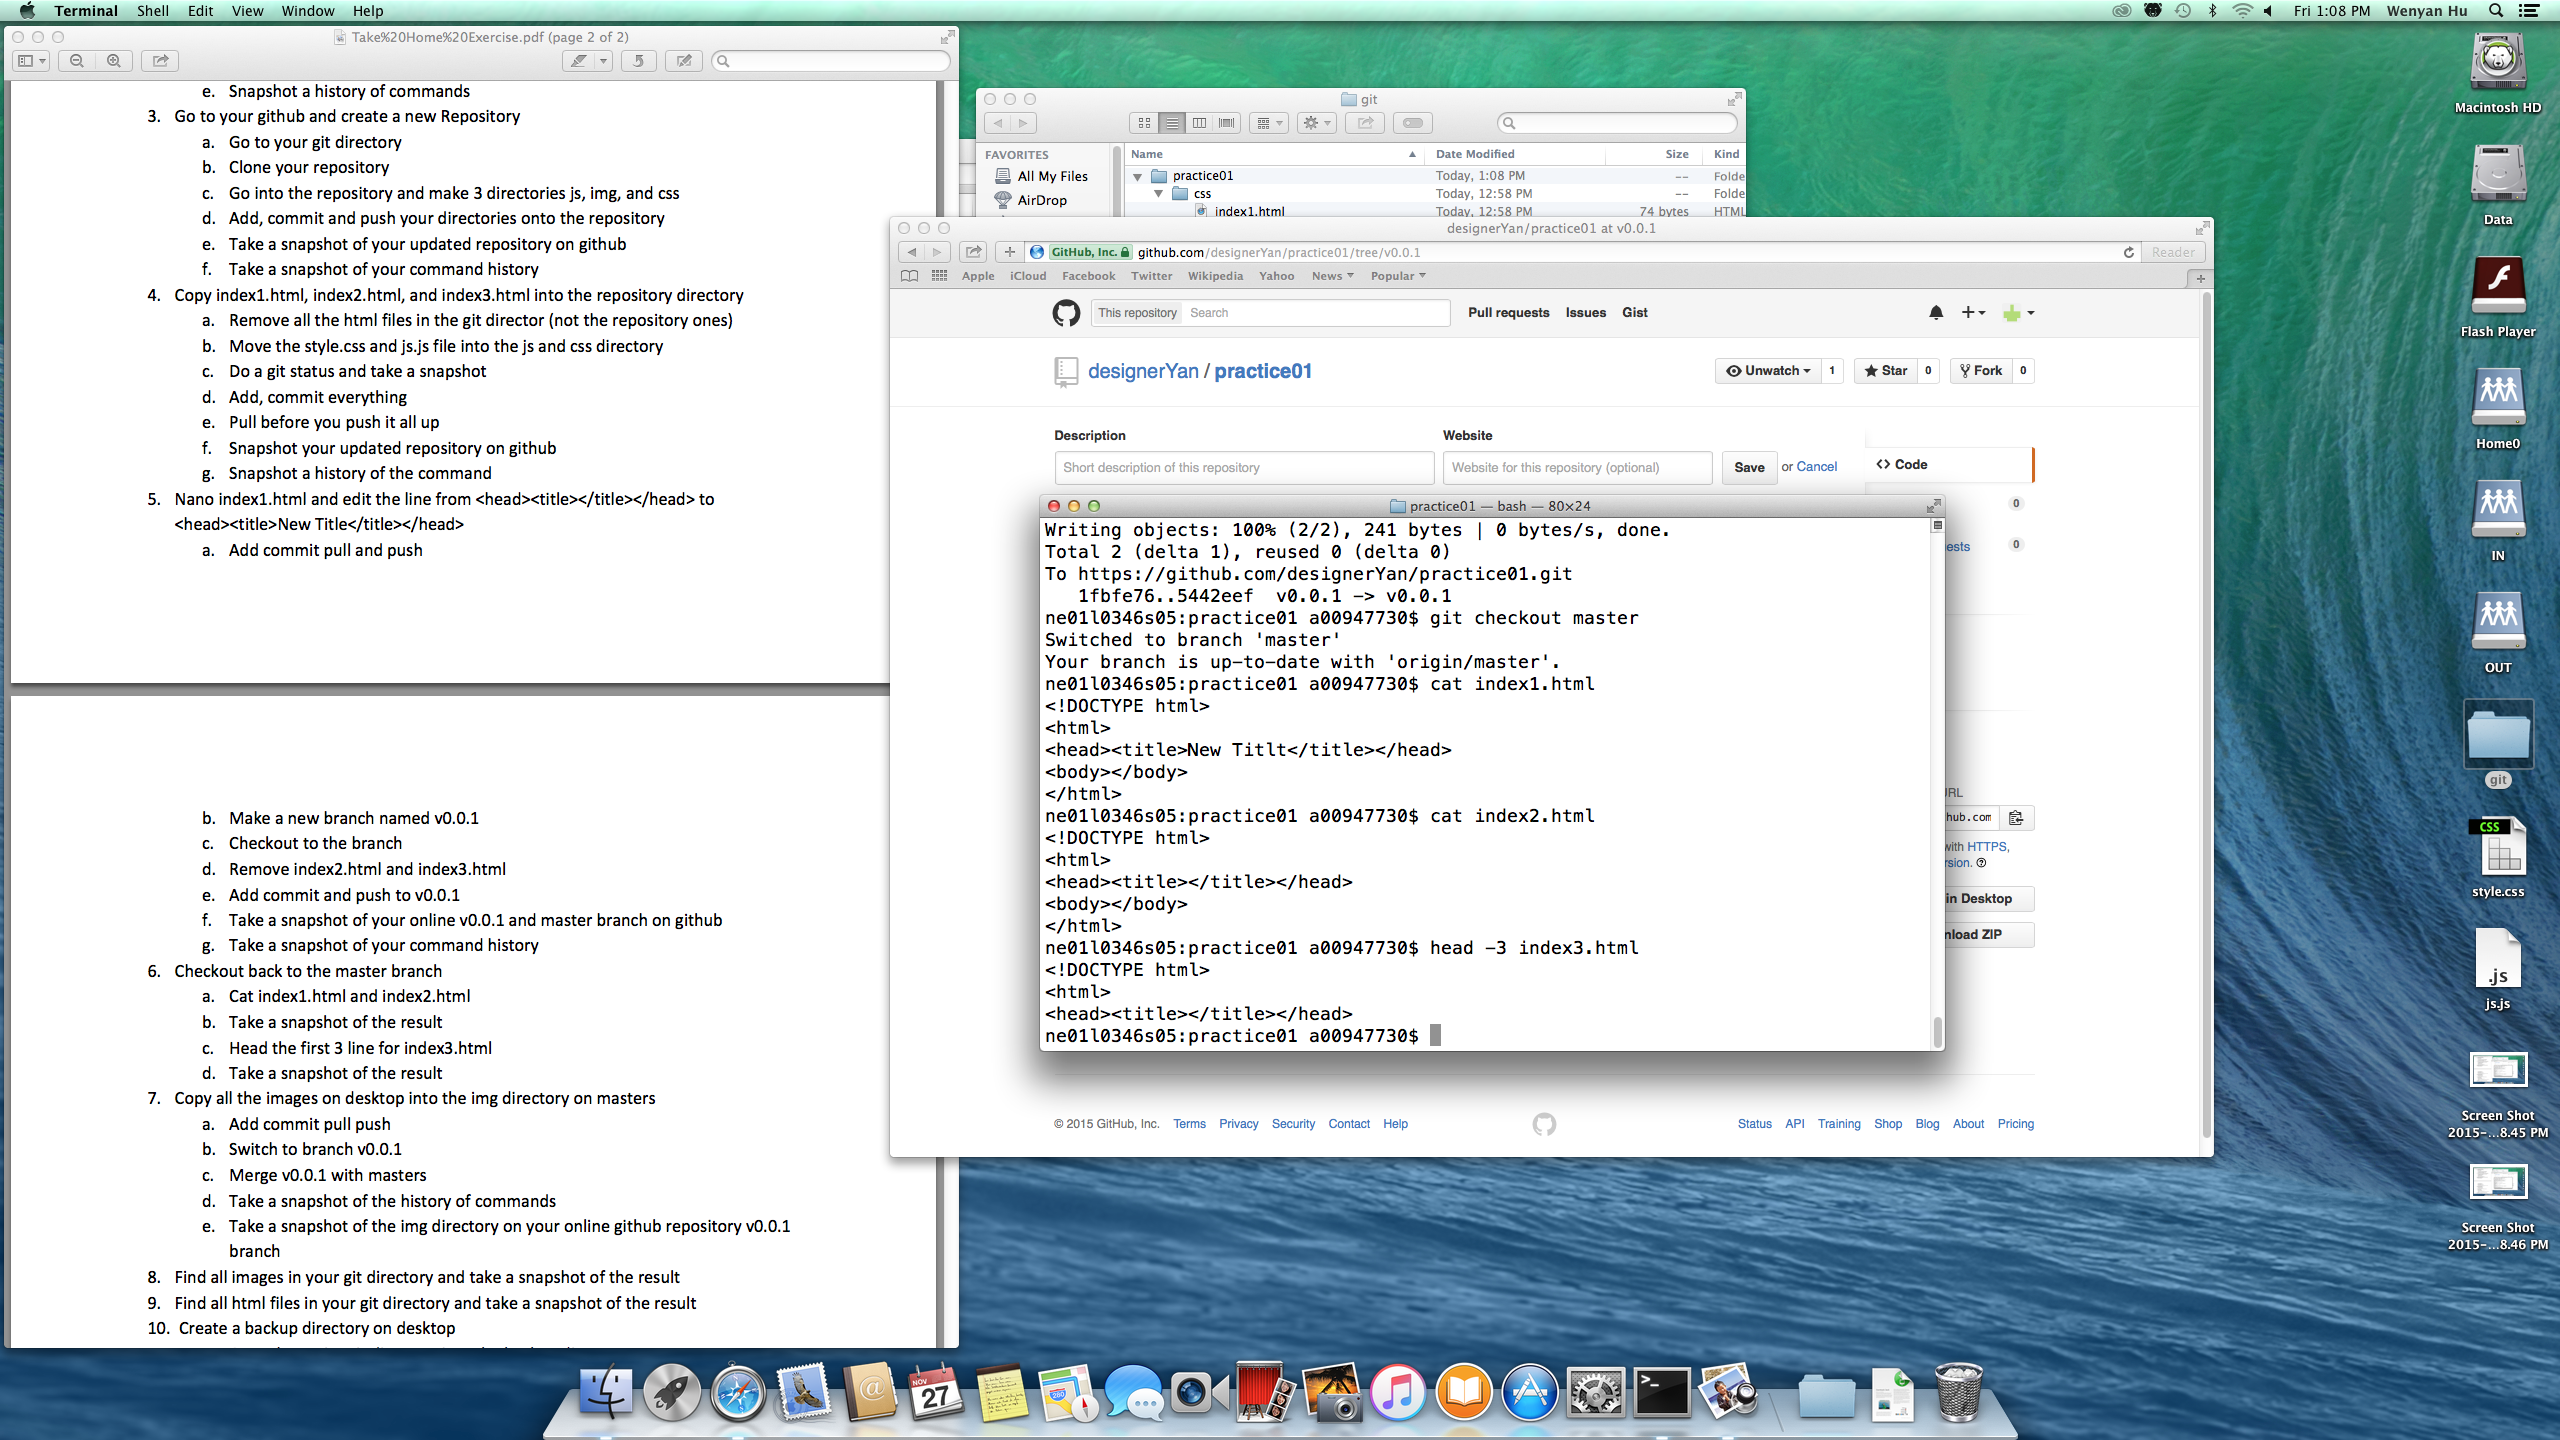 Terminal Shell Edit View Window Help
Fri 1:08 PM Wenyan Hu
Take%20Home%20Exercise.pdf (page 2 of 2)
e. Snapshot a history of commands
3. Go to your github and create a new Repository
a. Go to your git directory
b. Clone your repository
c. Go into the repository and make 3 directories js, img, and css
d. Add, commit and push your directories onto the repository
e. Take a snapshot of your updated repository on github
f. Take a snapshot of your command history
4. Copy index1.html, index2.html, and index3.html into the repository directory
a. Remove all the html files in the git director (not the repository ones)
b. Move the style.css and js.js file into the js and css directory
c. Do a git status and take a snapshot
d. Add, commit everything
e. Pull before you push it all up
f. Snapshot your updated repository on github
g. Snapshot a history of the command
5. Nano index1.html and edit the line from <head><title></title></head> to
<head><title>New Title</title></head>
a. Add commit pull and push
b. Make a new branch named v0.0.1
c. Checkout to the branch
d. Remove index2.html and index3.html
e. Add commit and push to v0.0.1
f. Take a snapshot of your online v0.0.1 and master branch on github
g. Take a snapshot of your command history
6. Checkout back to the master branch
a. Cat index1.html and index2.html
b. Take a snapshot of the result
c. Head the first 3 line for index3.html
d. Take a snapshot of the result
7. Copy all the images on desktop into the img directory on masters
a. Add commit pull push
b. Switch to branch v0.0.1
c. Merge v0.0.1 with masters
d. Take a snapshot of the history of commands
e. Take a snapshot of the img directory on your online github repository v0.0.1
branch
8. Find all images in your git directory and take a snapshot of the result
9. Find all html files in your git directory and take a snapshot of the result
10. Create a backup directory on desktop
git
FAVORITES
All My Files
AirDrop
Name Date Modified Size Kind
practice01 Today, 1:08 PM -- Folde
css Today, 12:58 PM -- Folde
index1.html Today, 12:58 PM 74 bytes HTML
designerYan/practice01 at v0.0.1
GitHub, Inc. github.com/designerYan/practice01/tree/v0.0.1 Reader
Apple iCloud Facebook Twitter Wikipedia Yahoo News Popular
This repository Search Pull requests Issues Gist
designerYan / practice01 Unwatch 1 Star 0 Fork 0
Description Website
Short description of this repository Website for this repository (optional) Save or Cancel
Code
0
ests 0
URL
hub.com
with HTTPS,
rsion.
in Desktop
nload ZIP
practice01 — bash — 80×24
Writing objects: 100% (2/2), 241 bytes | 0 bytes/s, done.
Total 2 (delta 1), reused 0 (delta 0)
To https://github.com/designerYan/practice01.git
1fbfe76..5442eef v0.0.1 -> v0.0.1
ne01l0346s05:practice01 a00947730$ git checkout master
Switched to branch 'master'
Your branch is up-to-date with 'origin/master'.
ne01l0346s05:practice01 a00947730$ cat index1.html
<!DOCTYPE html>
<html>
<head><title>New Titlt</title></head>
<body></body>
</html>
ne01l0346s05:practice01 a00947730$ cat index2.html
<!DOCTYPE html>
<html>
<head><title></title></head>
<body></body>
</html>
ne01l0346s05:practice01 a00947730$ head -3 index3.html
<!DOCTYPE html>
<html>
<head><title></title></head>
ne01l0346s05:practice01 a00947730$
© 2015 GitHub, Inc. Terms Privacy Security Contact Help Status API Training Shop Blog About Pricing
Macintosh HD
Data
Flash Player
Home0
IN
OUT
git
CSS
style.css
.js
js.js
Screen Shot
2015-...8.45 PM
Screen Shot
2015-...8.46 PM
NOV
27